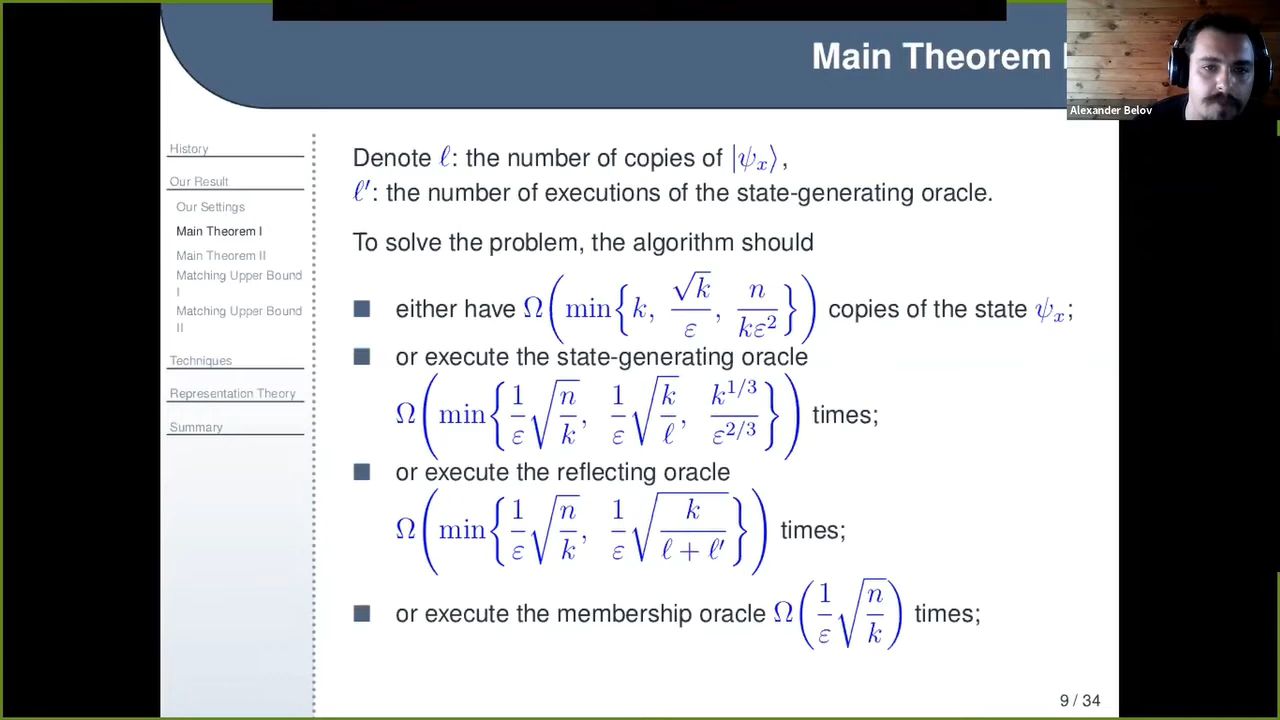 Main Theorem I
Alexander Belov
History
Our Result
Our Settings
Main Theorem I
Main Theorem II
Matching Upper Bound
I
Matching Upper Bound
II
Techniques
Representation Theory
Summary
Denote ℓ: the number of copies of |ψₓ⟩,
ℓ′: the number of executions of the state-generating oracle.
To solve the problem, the algorithm should
■ either have Ω(min{k, √k/ε, n/(kε²)}) copies of the state ψₓ;
■ or execute the state-generating oracle
Ω(min{1/ε √(n/k), 1/ε √(k/ℓ), k^{1/3}/ε^{2/3}}) times;
■ or execute the reflecting oracle
Ω(min{1/ε √(n/k), 1/ε √(k/(ℓ + ℓ′))}) times;
■ or execute the membership oracle Ω(1/ε √(n/k)) times;
9 / 34